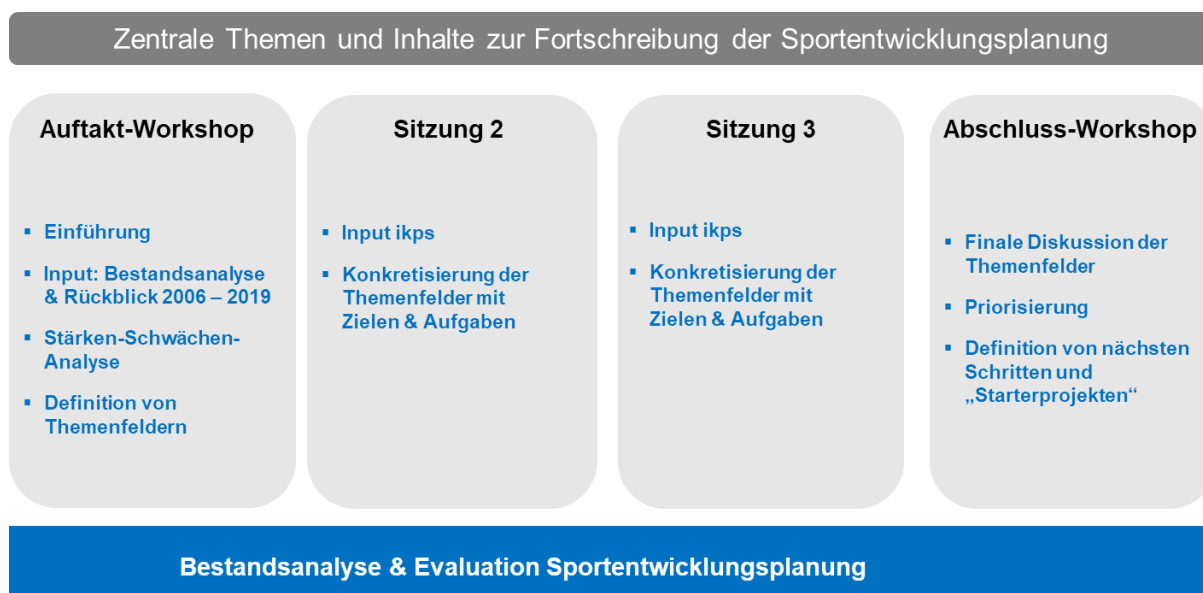 Zentrale Themen und Inhalte zur Fortschreibung der Sportentwicklungsplanung
Auftakt-Workshop
▪ Einführung
▪ Input: Bestandsanalyse
& Rückblick 2006 – 2019
▪ Stärken-Schwächen-
Analyse
▪ Definition von
Themenfeldern
Sitzung 2
▪ Input ikps
▪ Konkretisierung der
Themenfelder mit
Zielen & Aufgaben
Sitzung 3
▪ Input ikps
▪ Konkretisierung der
Themenfelder mit
Zielen & Aufgaben
Abschluss-Workshop
▪ Finale Diskussion der
Themenfelder
▪ Priorisierung
▪ Definition von nächsten
Schritten und
„Starterprojekten“
Bestandsanalyse & Evaluation Sportentwicklungsplanung